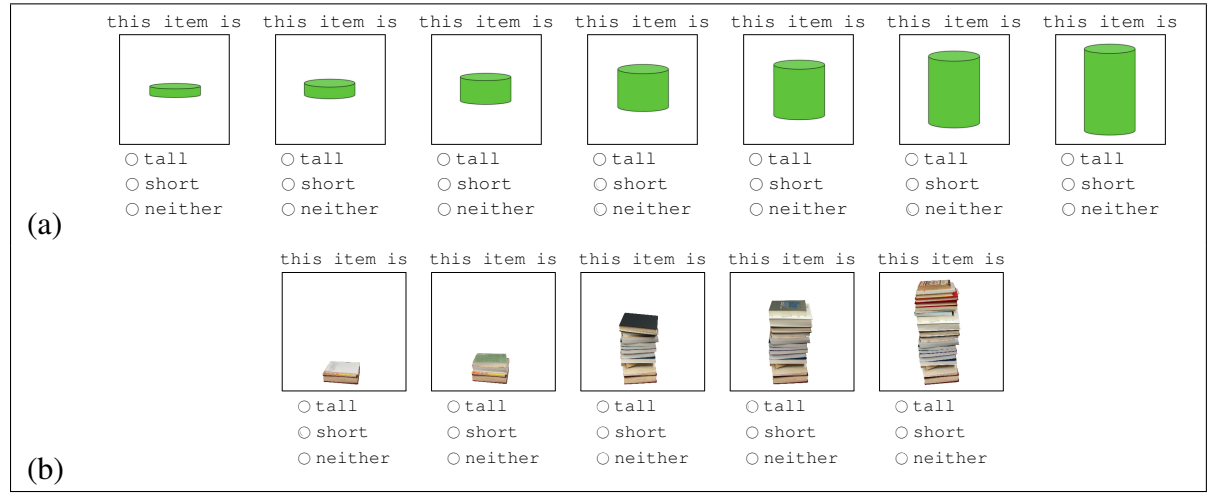 this item is this item is this item is this item is this item is this item is this item is
○ tall ○ tall ○ tall ○ tall ○ tall ○ tall ○ tall
○ short ○ short ○ short ○ short ○ short ○ short ○ short
○ neither ○ neither ○ neither ○ neither ○ neither ○ neither ○ neither
(a)
this item is this item is this item is this item is this item is
○ tall ○ tall ○ tall ○ tall ○ tall
○ short ○ short ○ short ○ short ○ short
○ neither ○ neither ○ neither ○ neither ○ neither
(b)